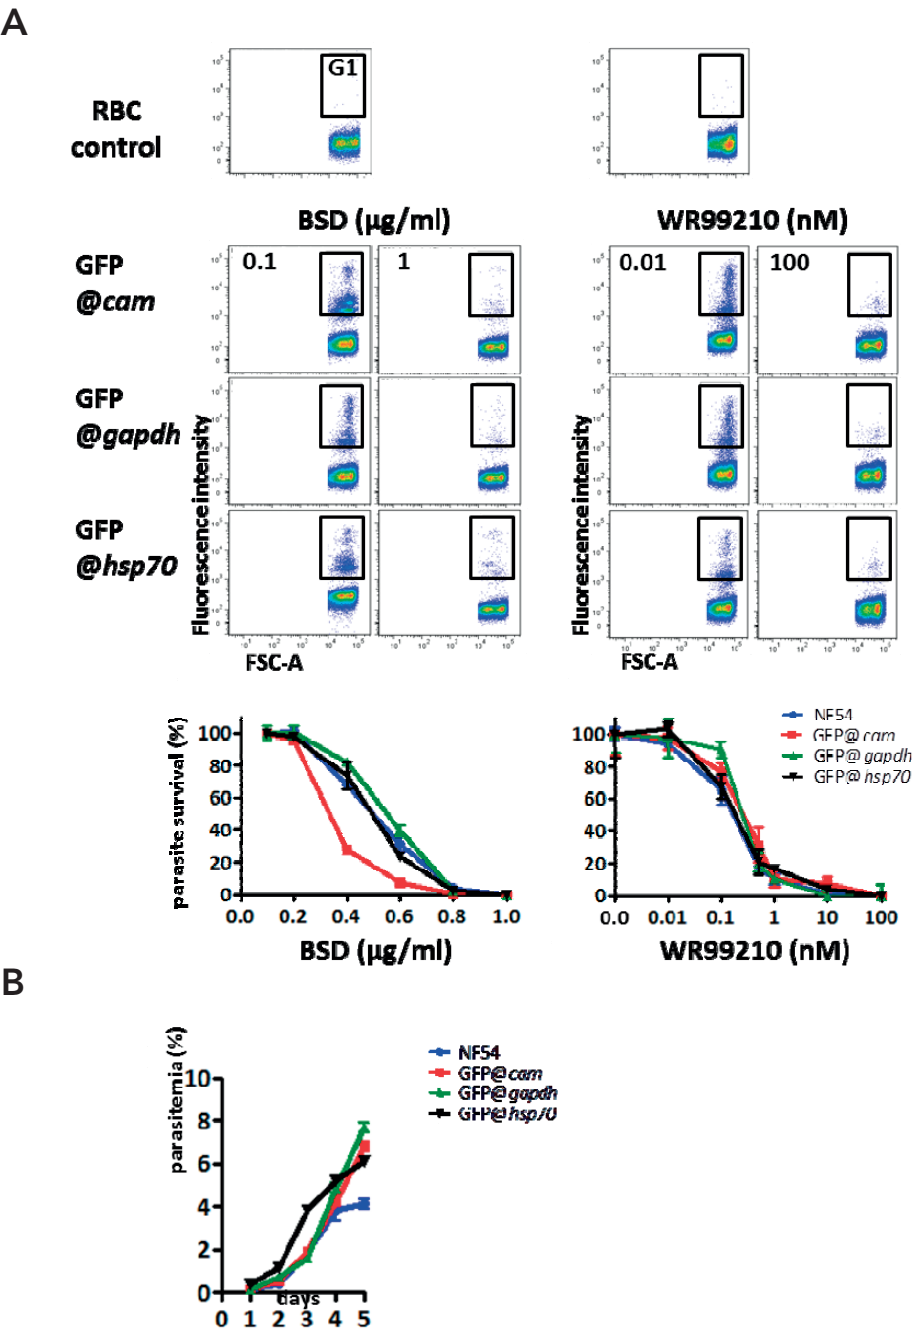 A
G1
RBC
control
BSD (µg/ml)
WR99210 (nM)
GFP
@cam
0.1
1
0.01
100
GFP
@gapdh
GFP
@hsp70
Fluorescence intensity
Fluorescence intensity
FSC-A
FSC-A
parasite survival (%)
100
80
60
40
20
0
0.0 0.2 0.4 0.6 0.8 1.0
BSD (µg/ml)
100
80
60
40
20
0
0.0 0.01 0.1 1 10 100
WR99210 (nM)
NF54
GFP@cam
GFP@gapdh
GFP@hsp70
B
parasitemia (%)
10
8
6
4
2
0
0 1 2 3 4 5
days
NF54
GFP@cam
GFP@gapdh
GFP@hsp70